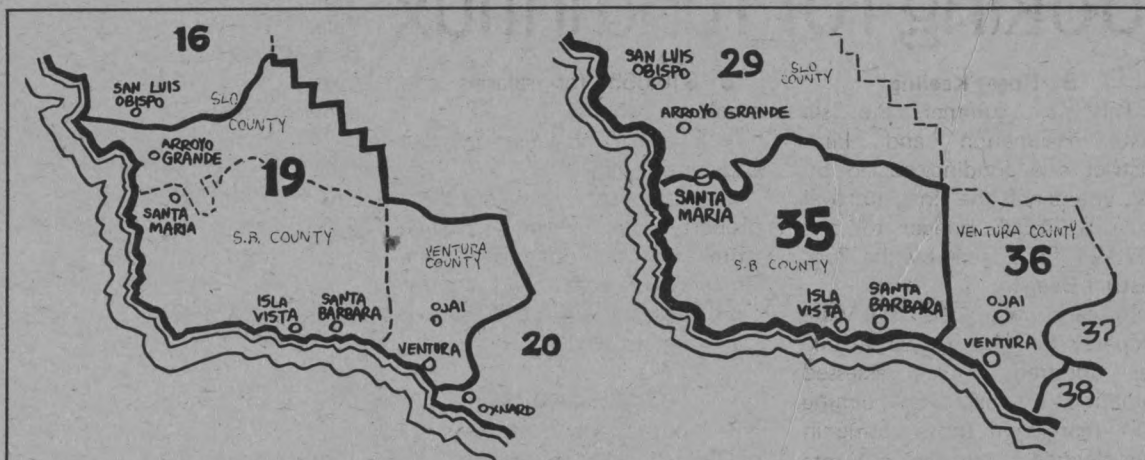 16
SAN LUIS
OBISPO
SLO
COUNTY
ARROYO
GRANDE
19
SANTA
MARIA
S.B. COUNTY
VENTURA
COUNTY
ISLA
VISTA
SANTA
BARBARA
OJAI
VENTURA
20
OXNARD
SAN LUIS
OBISPO
29
SLO
COUNTY
ARROYO GRANDE
SANTA
MARIA
35
S.B COUNTY
VENTURA COUNTY
36
ISLA
VISTA
SANTA
BARBARA
OJAI
37
VENTURA
38